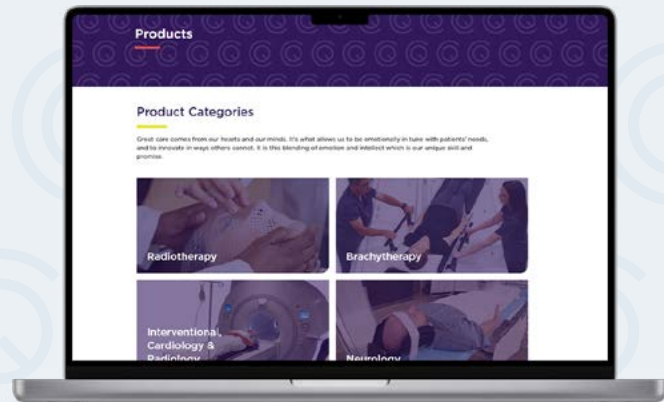 Products
Product Categories
Great care comes from our hearts and our minds. It's what allows us to be emotionally in tune with patients' needs,
and to innovate in ways others cannot. It is this blending of emotion and intellect which is our unique skill and
promise.
Radiotherapy
Brachytherapy
Interventional,
Cardiology &
Radiology
Neurology